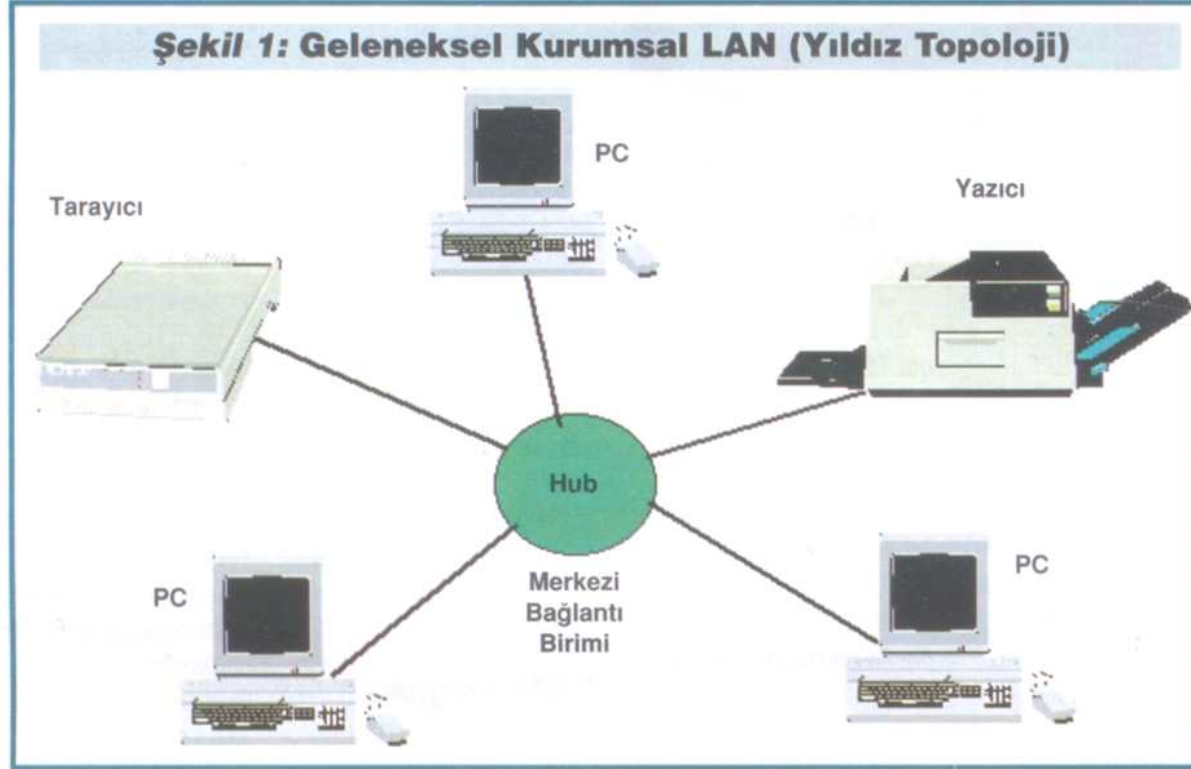 Şekil 1: Geleneksel Kurumsal LAN (Yıldız Topoloji)
PC
Tarayıcı
Yazıcı
Hub
Merkezi
Bağlantı
Birimi
PC
PC